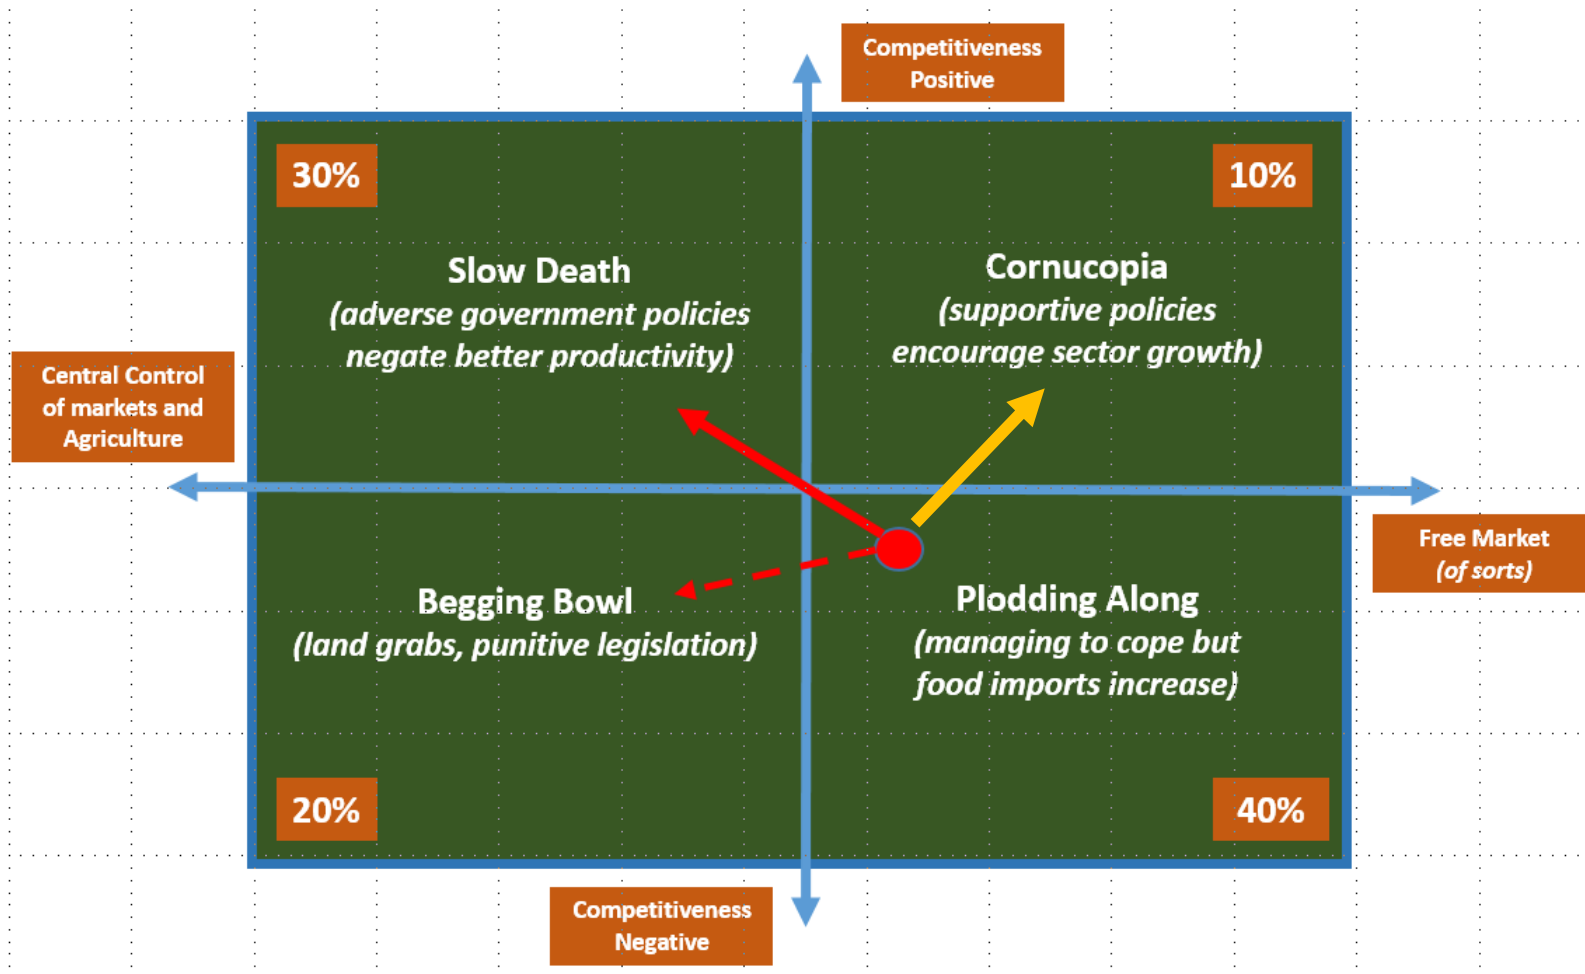 Competitiveness
Positive
30%
10%
Slow Death
(adverse government policies
negate better productivity)
Cornucopia
(supportive policies
encourage sector growth)
Central Control
of markets and
Agriculture
Free Market
(of sorts)
Begging Bowl
(land grabs, punitive legislation)
Plodding Along
(managing to cope but
food imports increase)
20%
40%
Competitiveness
Negative